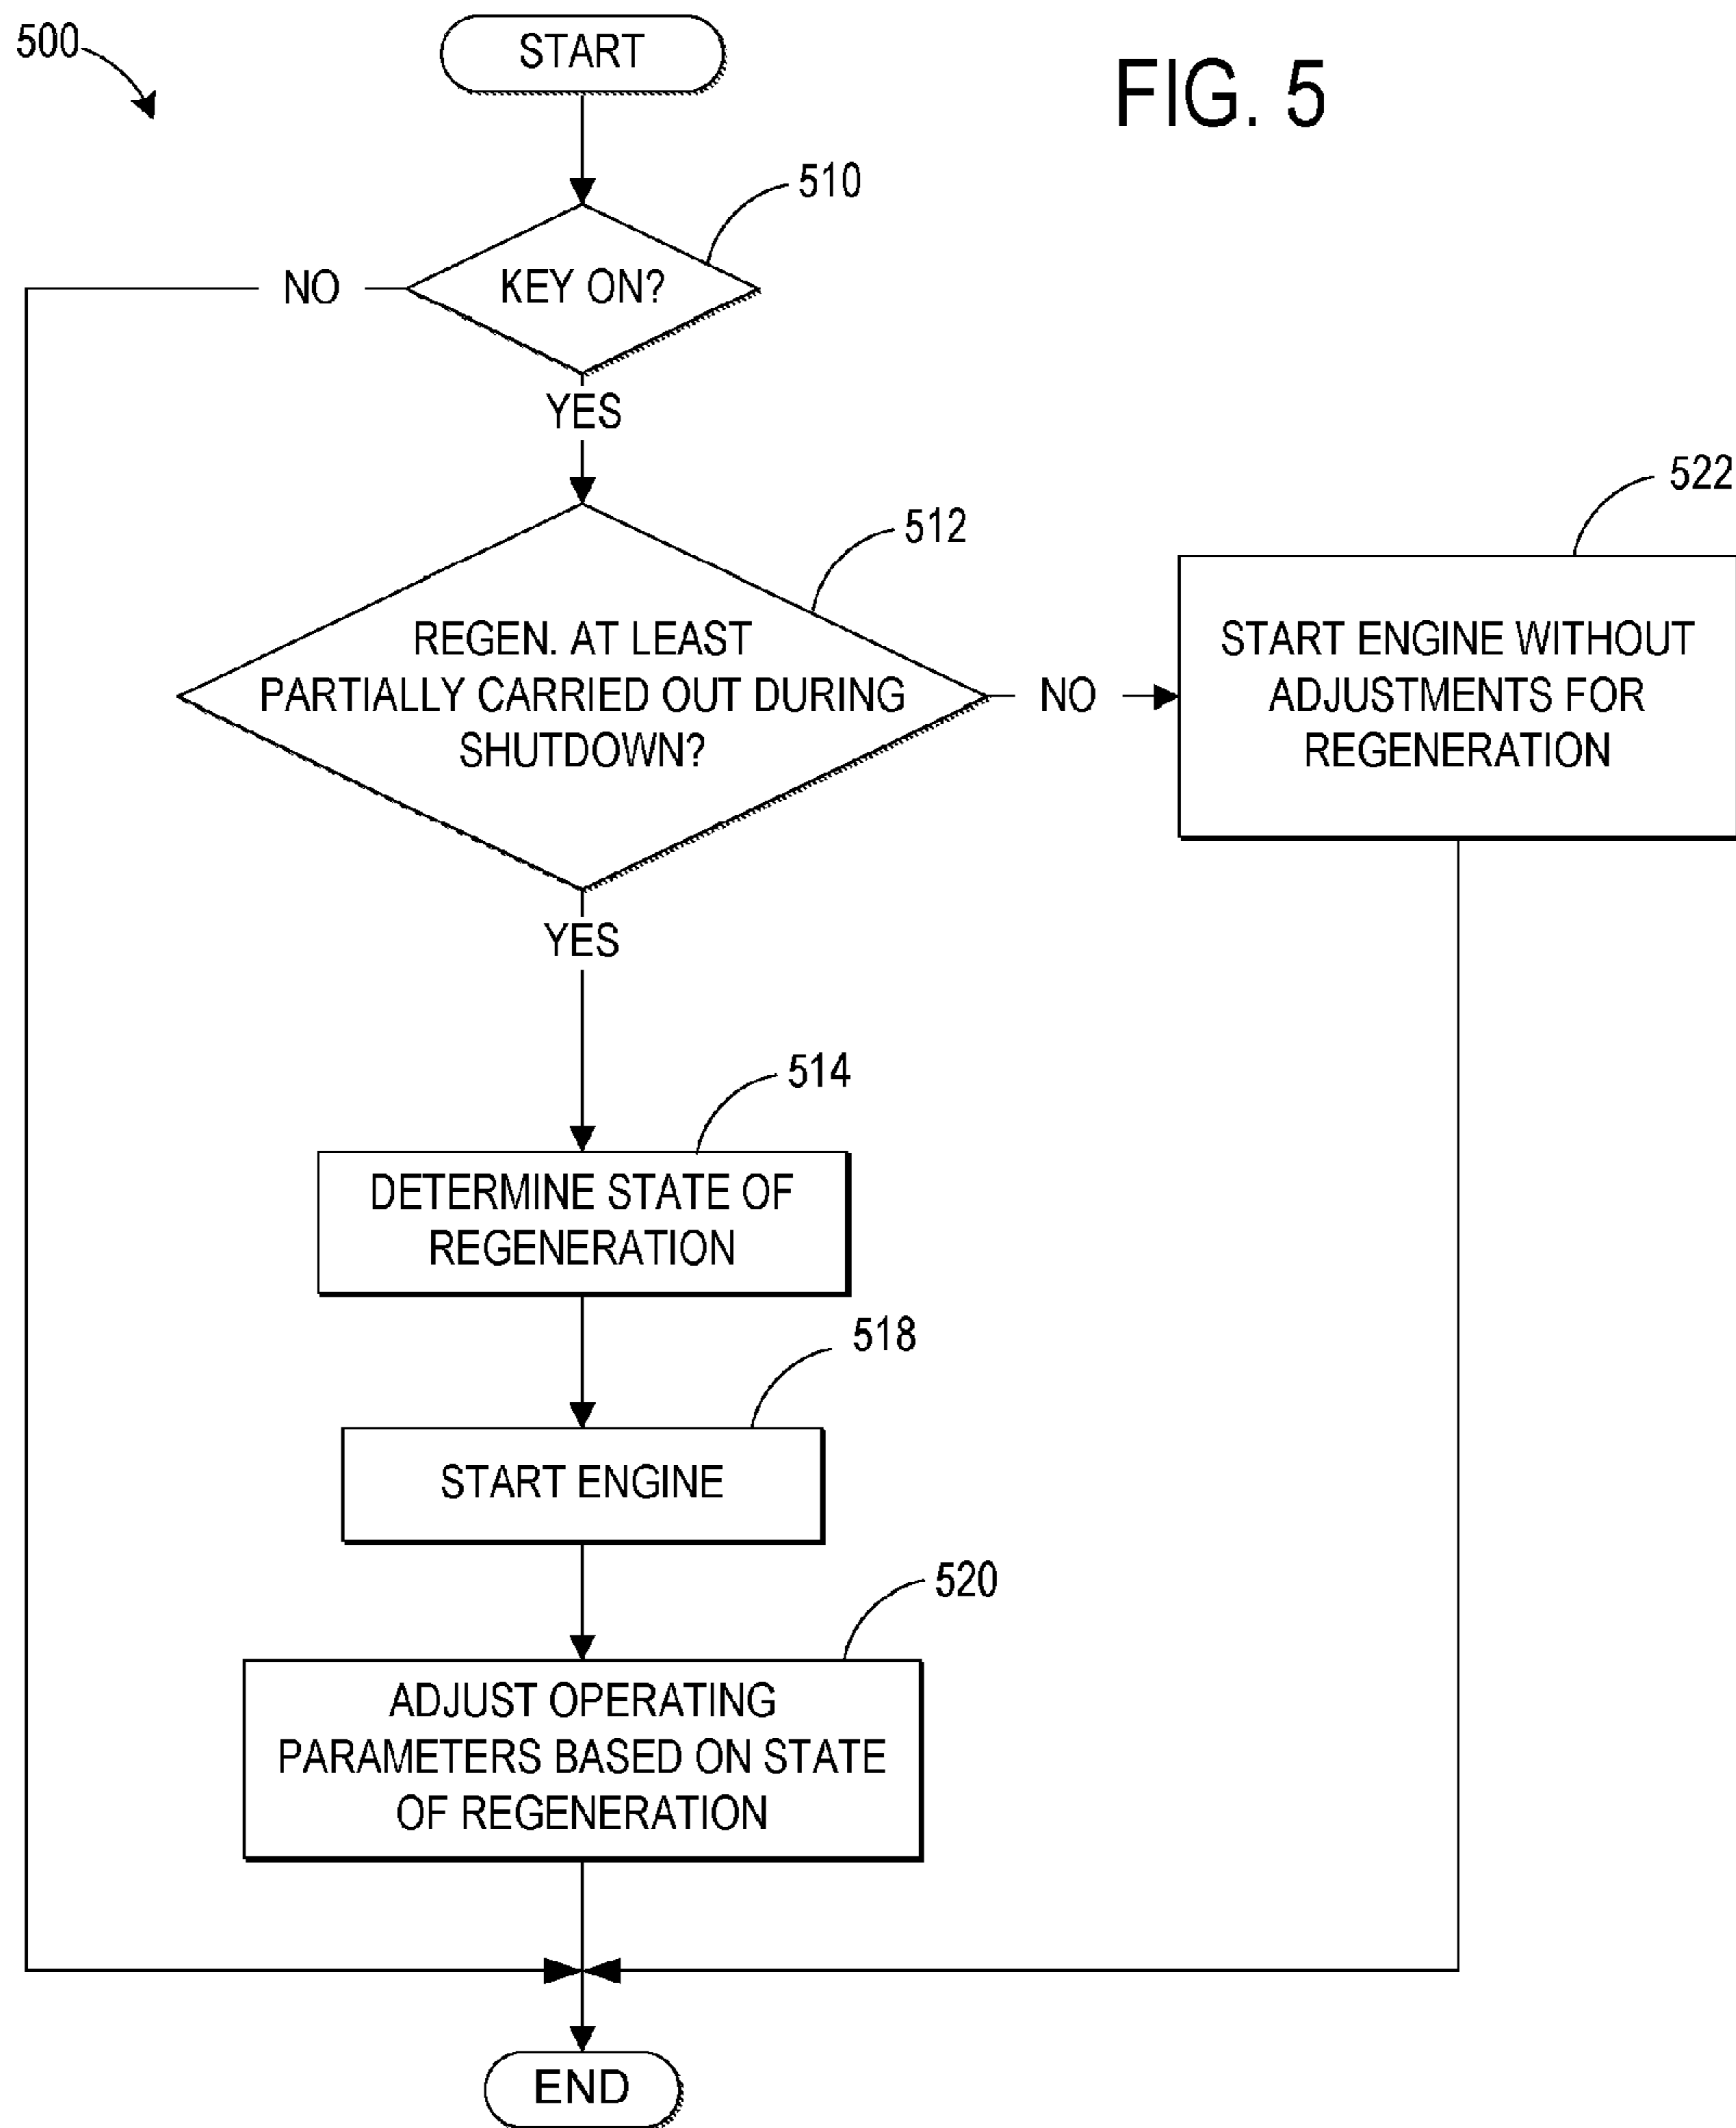 500
START
FIG. 5
510
KEY ON?
NO
YES
512
522
REGEN. AT LEAST
PARTIALLY CARRIED OUT DURING
SHUTDOWN?
NO
START ENGINE WITHOUT
ADJUSTMENTS FOR
REGENERATION
YES
514
DETERMINE STATE OF
REGENERATION
518
START ENGINE
520
ADJUST OPERATING
PARAMETERS BASED ON STATE
OF REGENERATION
END